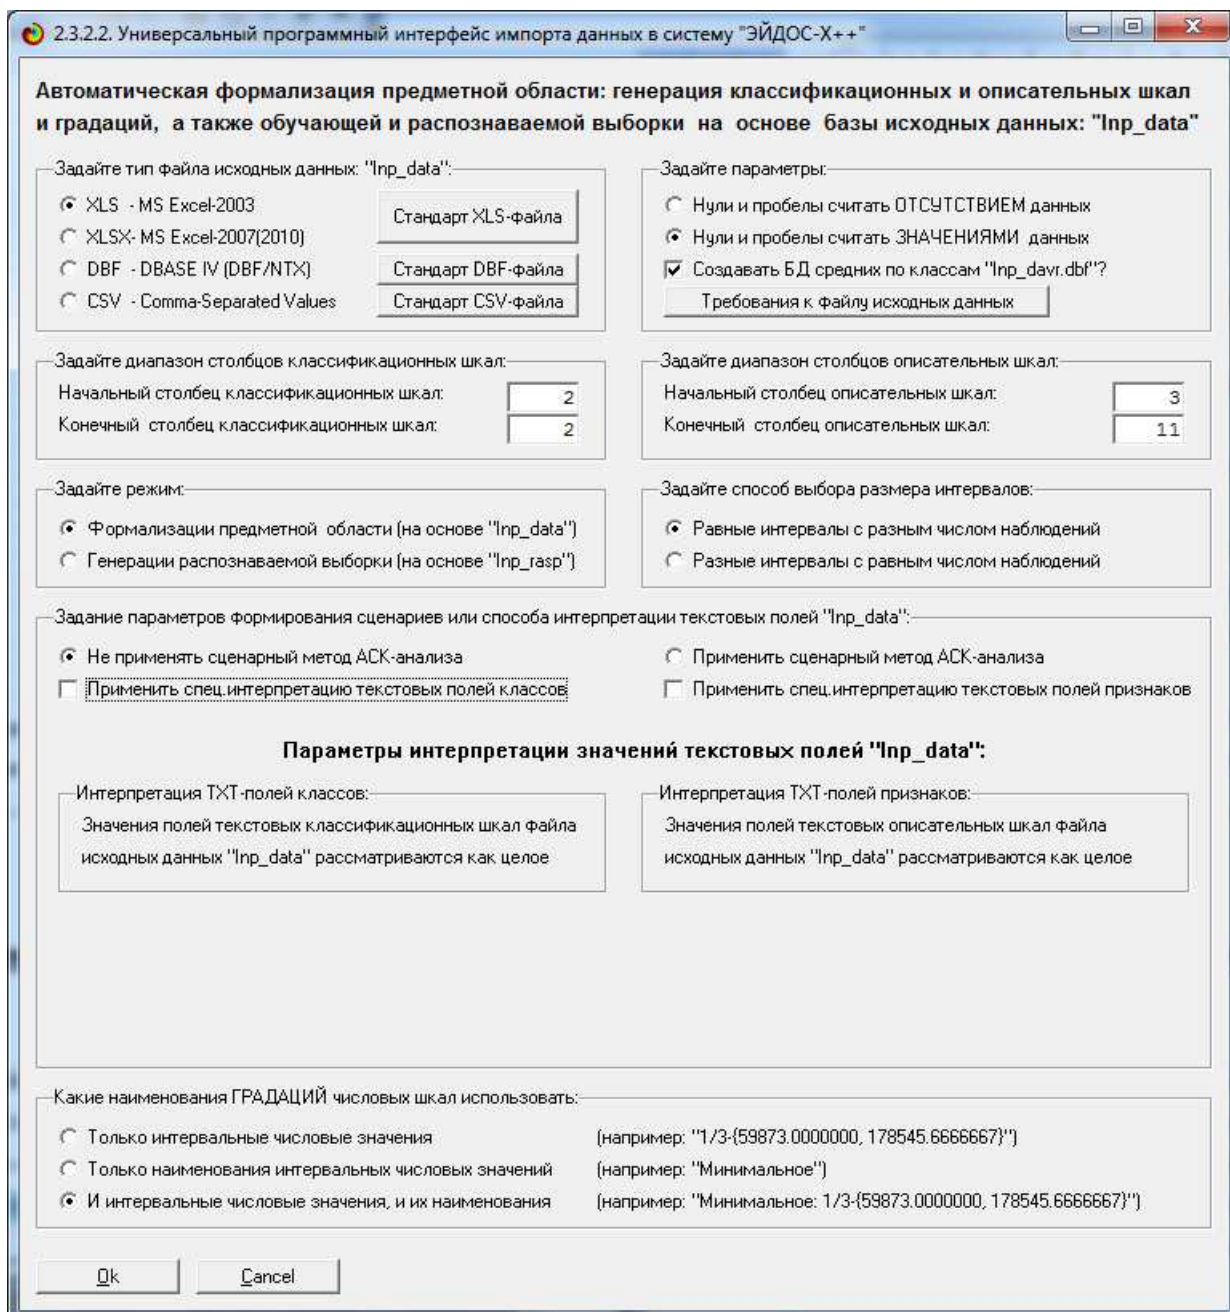 2.3.2.2. Универсальный программный интерфейс импорта данных в систему "ЭЙДОС-X++"
Автоматическая формализация предметной области: генерация классификационных и описательных шкал
и градаций, а также обучающей и распознаваемой выборки на основе базы исходных данных: "Inp_data"
Задайте тип файла исходных данных: "Inp_data":
XLS - MS Excel-2003
Стандарт XLS-файла
XLSX- MS Excel-2007(2010)
DBF - DBASE IV (DBF/NTX)
Стандарт DBF-файла
CSV - Comma-Separated Values
Стандарт CSV-файла
Задайте параметры:
Нули и пробелы считать ОТСУТСТВИЕМ данных
Нули и пробелы считать ЗНАЧЕНИЯМИ данных
Создавать БД средних по классам "Inp_davr.dbf"?
Требования к файлу исходных данных
Задайте диапазон столбцов классификационных шкал:
Начальный столбец классификационных шкал: 2
Конечный столбец классификационных шкал: 2
Задайте диапазон столбцов описательных шкал:
Начальный столбец описательных шкал: 3
Конечный столбец описательных шкал: 11
Задайте режим:
Формализации предметной области (на основе "Inp_data")
Генерации распознаваемой выборки (на основе "Inp_rasp")
Задайте способ выбора размера интервалов:
Равные интервалы с разным числом наблюдений
Разные интервалы с равным числом наблюдений
Задание параметров формирования сценариев или способа интерпретации текстовых полей "Inp_data":
Не применять сценарный метод АСК-анализа
Применить сценарный метод АСК-анализа
Применить спец.интерпретацию текстовых полей классов
Применить спец.интерпретацию текстовых полей признаков
Параметры интерпретации значений текстовых полей "Inp_data":
Интерпретация TXT-полей классов:
Значения полей текстовых классификационных шкал файла
исходных данных "Inp_data" рассматриваются как целое
Интерпретация TXT-полей признаков:
Значения полей текстовых описательных шкал файла
исходных данных "Inp_data" рассматриваются как целое
Какие наименования ГРАДАЦИЙ числовых шкал использовать:
Только интервальные числовые значения (например: "1/3-{59873.0000000, 178545.6666667}")
Только наименования интервальных числовых значений (например: "Минимальное")
И интервальные числовые значения, и их наименования (например: "Минимальное: 1/3-{59873.0000000, 178545.6666667}")
Ok
Cancel